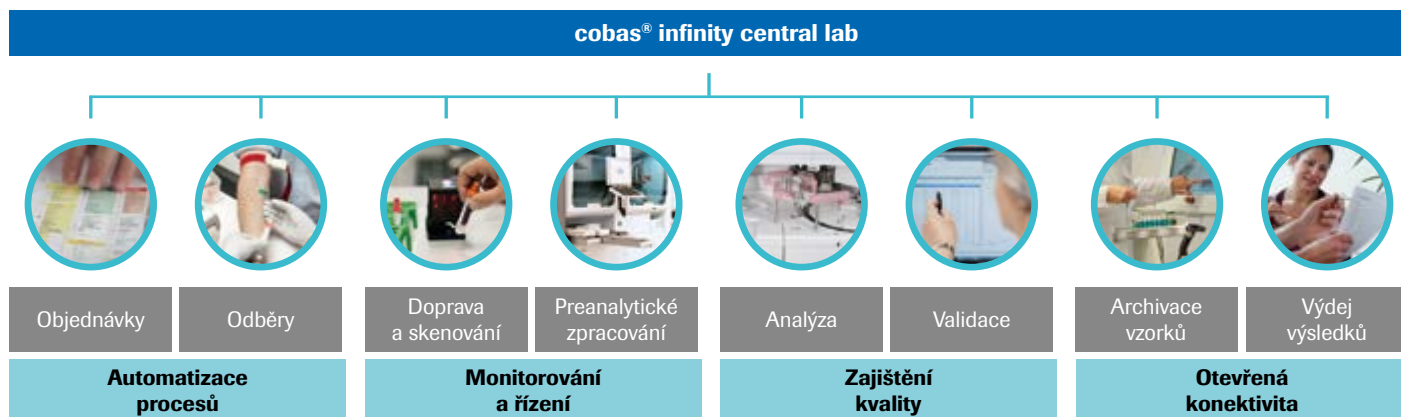 cobas® infinity central lab
Objednávky
Odběry
Doprava
a skenování
Preanalytické
zpracování
Analýza
Validace
Archivace
vzorků
Výdej
výsledků
Automatizace
procesů
Monitorování
a řízení
Zajištění
kvality
Otevřená
konektivita